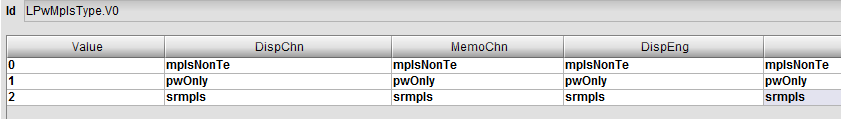 Id LPwMplsType.V0
Value DispChn MemoChn DispEng
0 mplsNonTe mplsNonTe mplsNonTe mplsNonTe
1 pwOnly pwOnly pwOnly pwOnly
2 srmpls srmpls srmpls srmpls